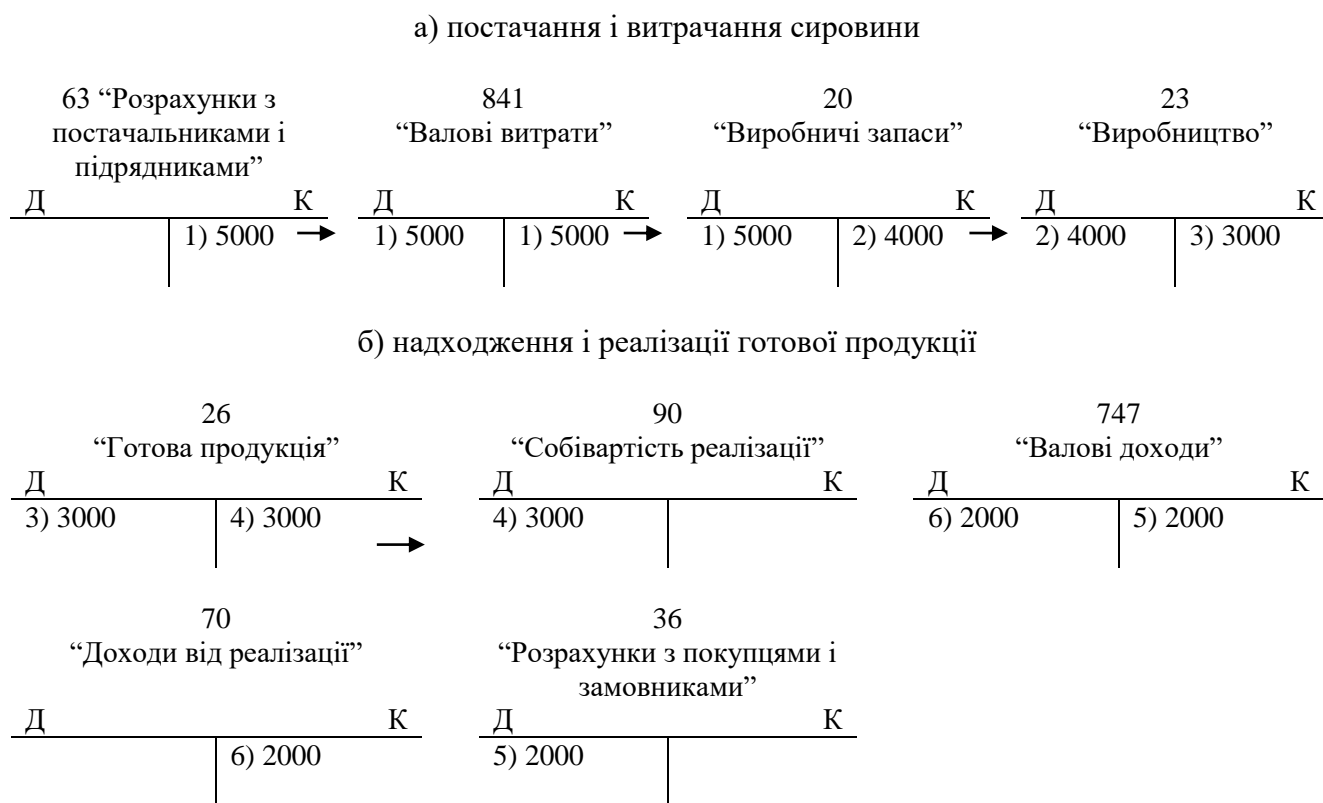 а) постачання і витрачання сировини
63 “Розрахунки з
постачальниками і
підрядниками”
Д К
1) 5000
841
“Валові витрати”
Д К
1) 5000 1) 5000
20
“Виробничі запаси”
Д К
1) 5000 2) 4000
23
“Виробництво”
Д К
2) 4000 3) 3000
б) надходження і реалізації готової продукції
26
“Готова продукція”
Д К
3) 3000 4) 3000
90
“Собівартість реалізації”
Д К
4) 3000
747
“Валові доходи”
Д К
6) 2000 5) 2000
70
“Доходи від реалізації”
Д К
6) 2000
36
“Розрахунки з покупцями і
замовниками”
Д К
5) 2000